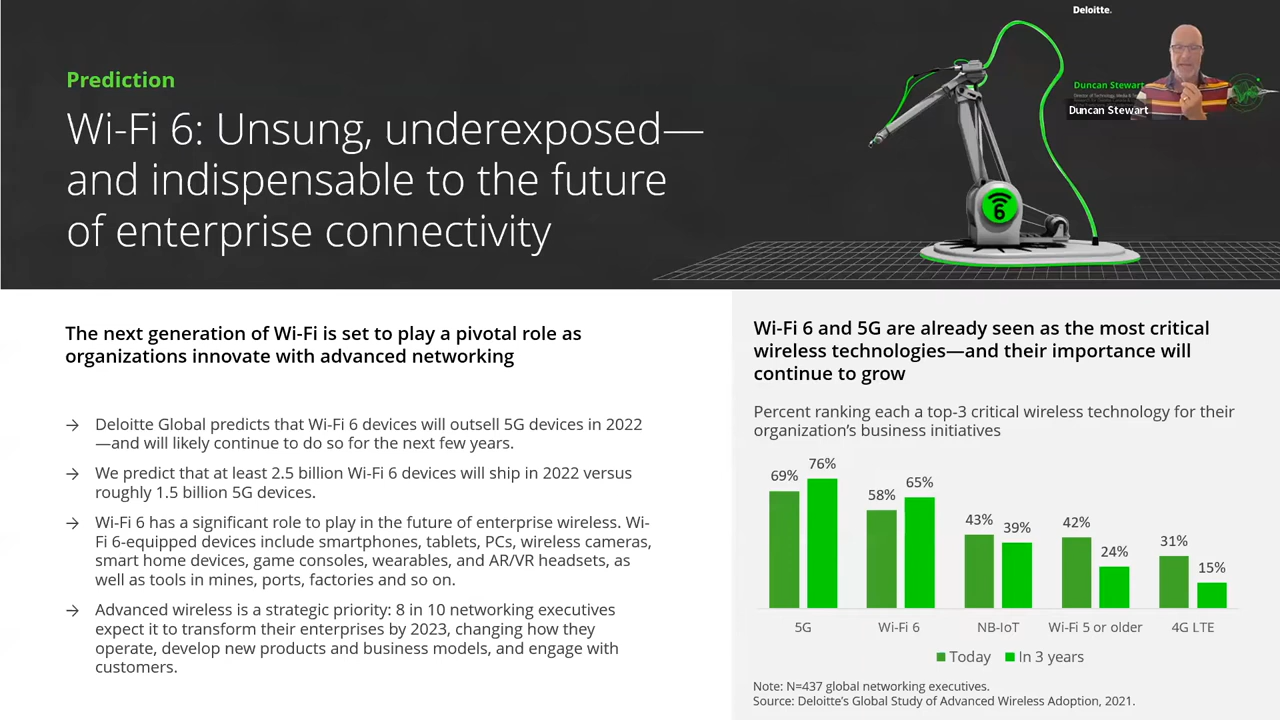 Deloitte.
Prediction
Wi-Fi 6: Unsung, underexposed—
and indispensable to the future
of enterprise connectivity
6
Duncan Stewart
Duncan Stewart
The next generation of Wi-Fi is set to play a pivotal role as
organizations innovate with advanced networking
→ Deloitte Global predicts that Wi-Fi 6 devices will outsell 5G devices in 2022
—and will likely continue to do so for the next few years.
→ We predict that at least 2.5 billion Wi-Fi 6 devices will ship in 2022 versus
roughly 1.5 billion 5G devices.
→ Wi-Fi 6 has a significant role to play in the future of enterprise wireless. Wi-
Fi 6-equipped devices include smartphones, tablets, PCs, wireless cameras,
smart home devices, game consoles, wearables, and AR/VR headsets, as
well as tools in mines, ports, factories and so on.
→ Advanced wireless is a strategic priority: 8 in 10 networking executives
expect it to transform their enterprises by 2023, changing how they
operate, develop new products and business models, and engage with
customers.
Wi-Fi 6 and 5G are already seen as the most critical
wireless technologies—and their importance will
continue to grow
Percent ranking each a top-3 critical wireless technology for their
organization's business initiatives
69% 76% 58% 65% 43% 39% 42% 24% 31% 15%
5G Wi-Fi 6 NB-IoT Wi-Fi 5 or older 4G LTE
Today In 3 years
Note: N=437 global networking executives.
Source: Deloitte's Global Study of Advanced Wireless Adoption, 2021.